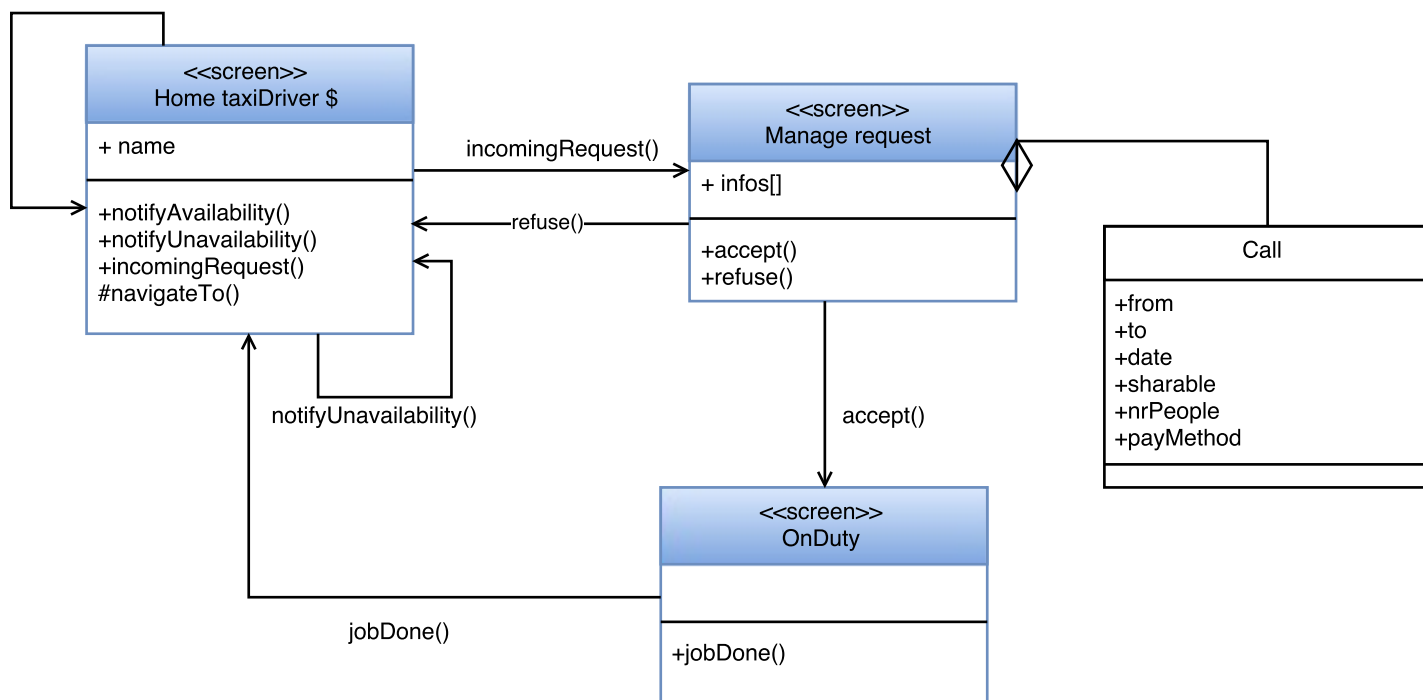 <<screen>>
Home taxiDriver $
+ name
+notifyAvailability()
+notifyUnavailability()
+incomingRequest()
#navigateTo()
incomingRequest()
refuse()
notifyUnavailability()
<<screen>>
Manage request
+ infos[]
+accept()
+refuse()
Call
+from
+to
+date
+sharable
+nrPeople
+payMethod
accept()
<<screen>>
OnDuty
+jobDone()
jobDone()